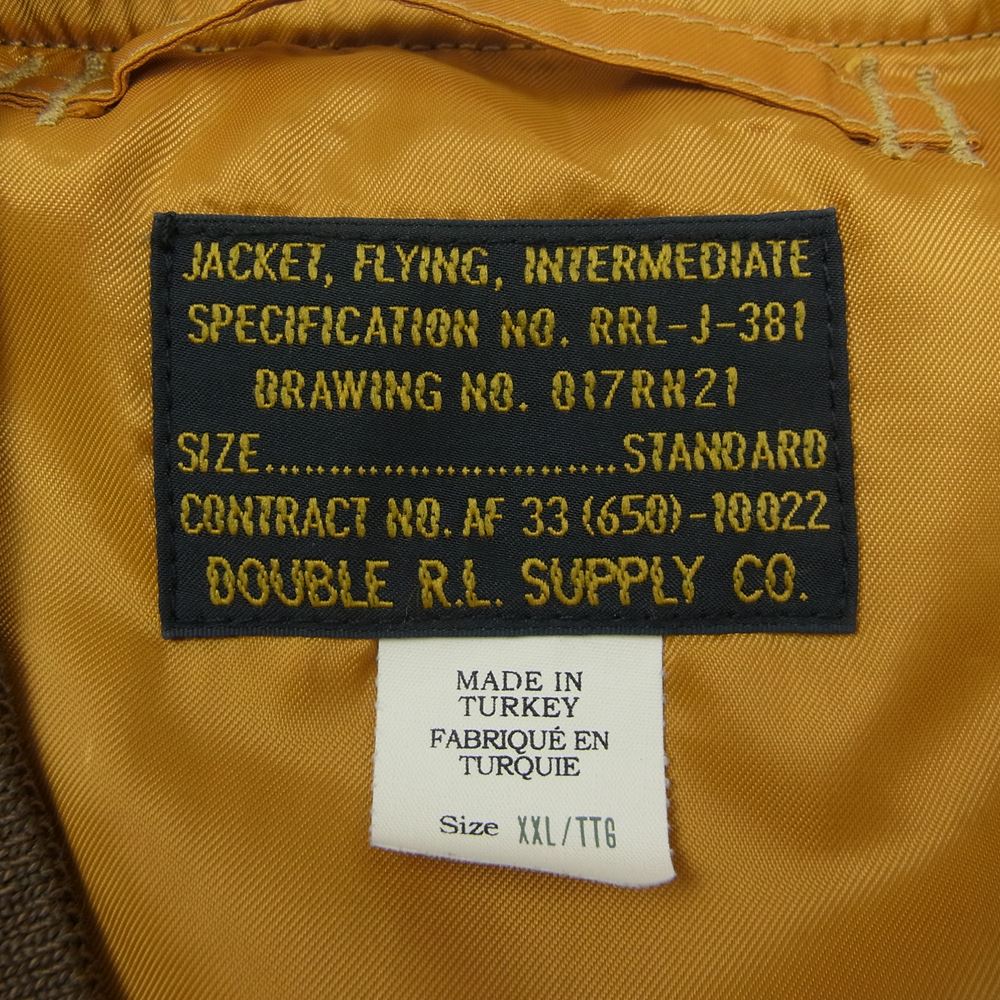 JACKET, FLYING, INTERMEDIATE
SPECIFICATION NO. RRL-J-381
DRAWING NO. 017RN21
SIZE..............................STANDARD
CONTRACT NO. AF 33 (650)-10022
DOUBLE R.L. SUPPLY CO.
MADE IN
TURKEY
FABRIQUÉ EN
TURQUIE
Size XXL/TTG